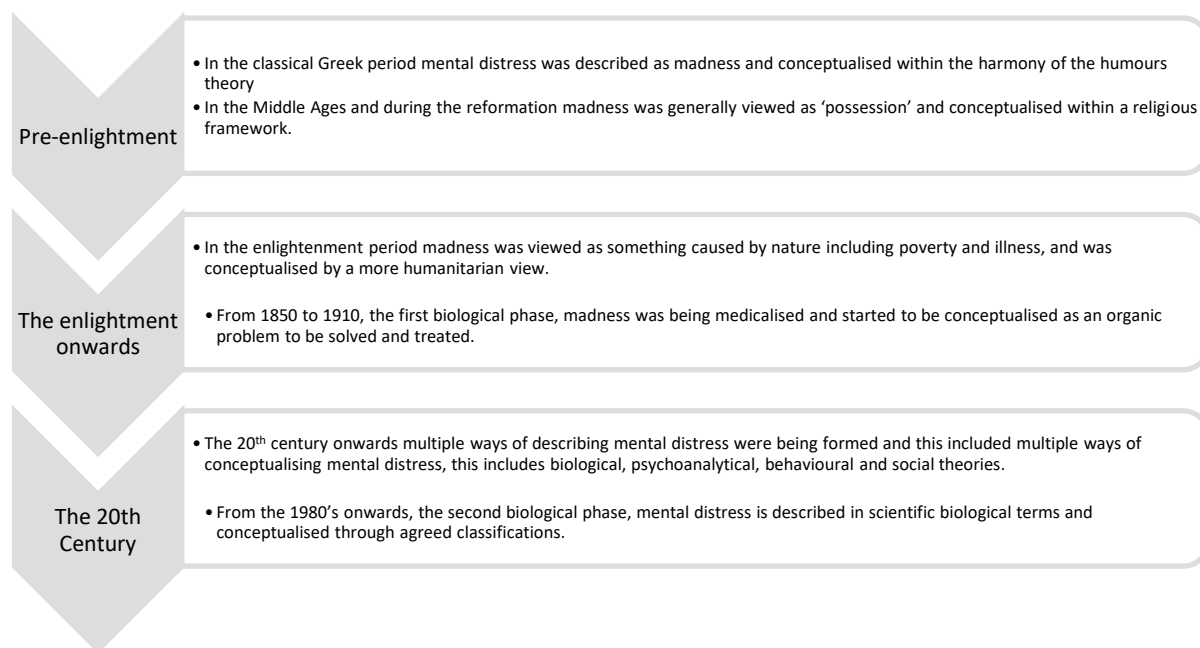 Pre-enlightment
• In the classical Greek period mental distress was described as madness and conceptualised within the harmony of the humours
theory
• In the Middle Ages and during the reformation madness was generally viewed as ‘possession’ and conceptualised within a religious
framework.
The enlightment
onwards
• In the enlightenment period madness was viewed as something caused by nature including poverty and illness, and was
conceptualised by a more humanitarian view.
• From 1850 to 1910, the first biological phase, madness was being medicalised and started to be conceptualised as an organic
problem to be solved and treated.
The 20th
Century
• The 20th century onwards multiple ways of describing mental distress were being formed and this included multiple ways of
conceptualising mental distress, this includes biological, psychoanalytical, behavioural and social theories.
• From the 1980’s onwards, the second biological phase, mental distress is described in scientific biological terms and
conceptualised through agreed classifications.